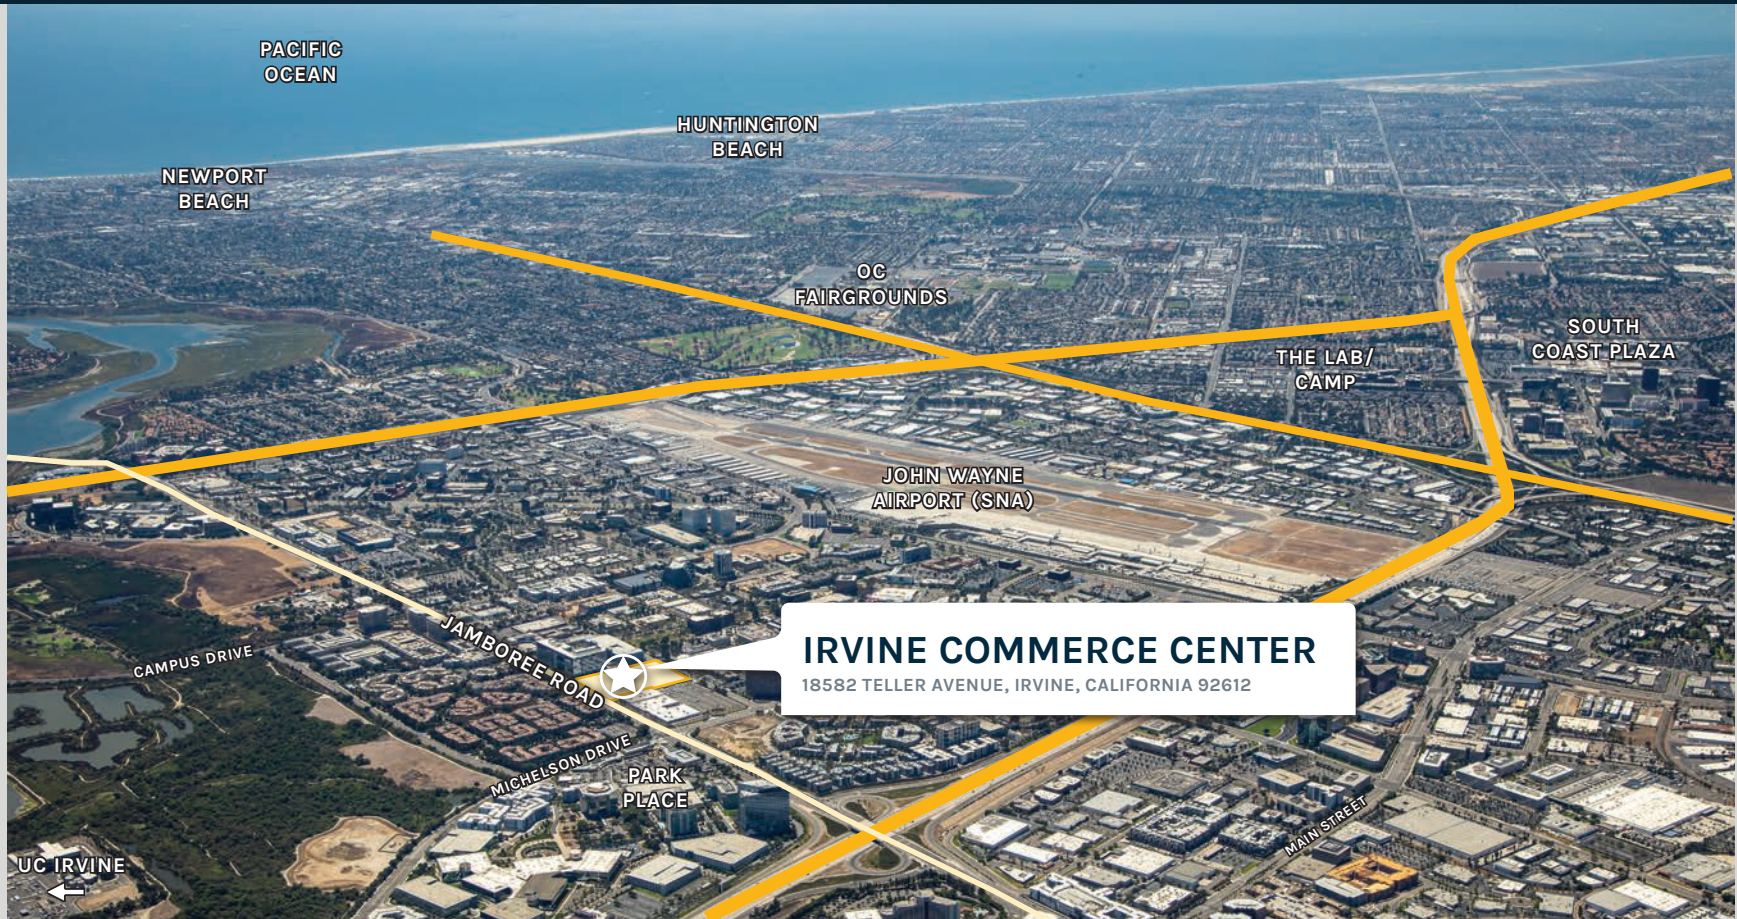 PACIFIC
OCEAN
HUNTINGTON
BEACH
NEWPORT
BEACH
OC
FAIRGROUNDS
SOUTH
COAST PLAZA
THE LAB/
CAMP
JOHN WAYNE
AIRPORT (SNA)
JAMBOREE ROAD
IRVINE COMMERCE CENTER
18582 TELLER AVENUE, IRVINE, CALIFORNIA 92612
CAMPUS DRIVE
MICHELSON DRIVE
PARK
PLACE
MAIN STREET
UC IRVINE